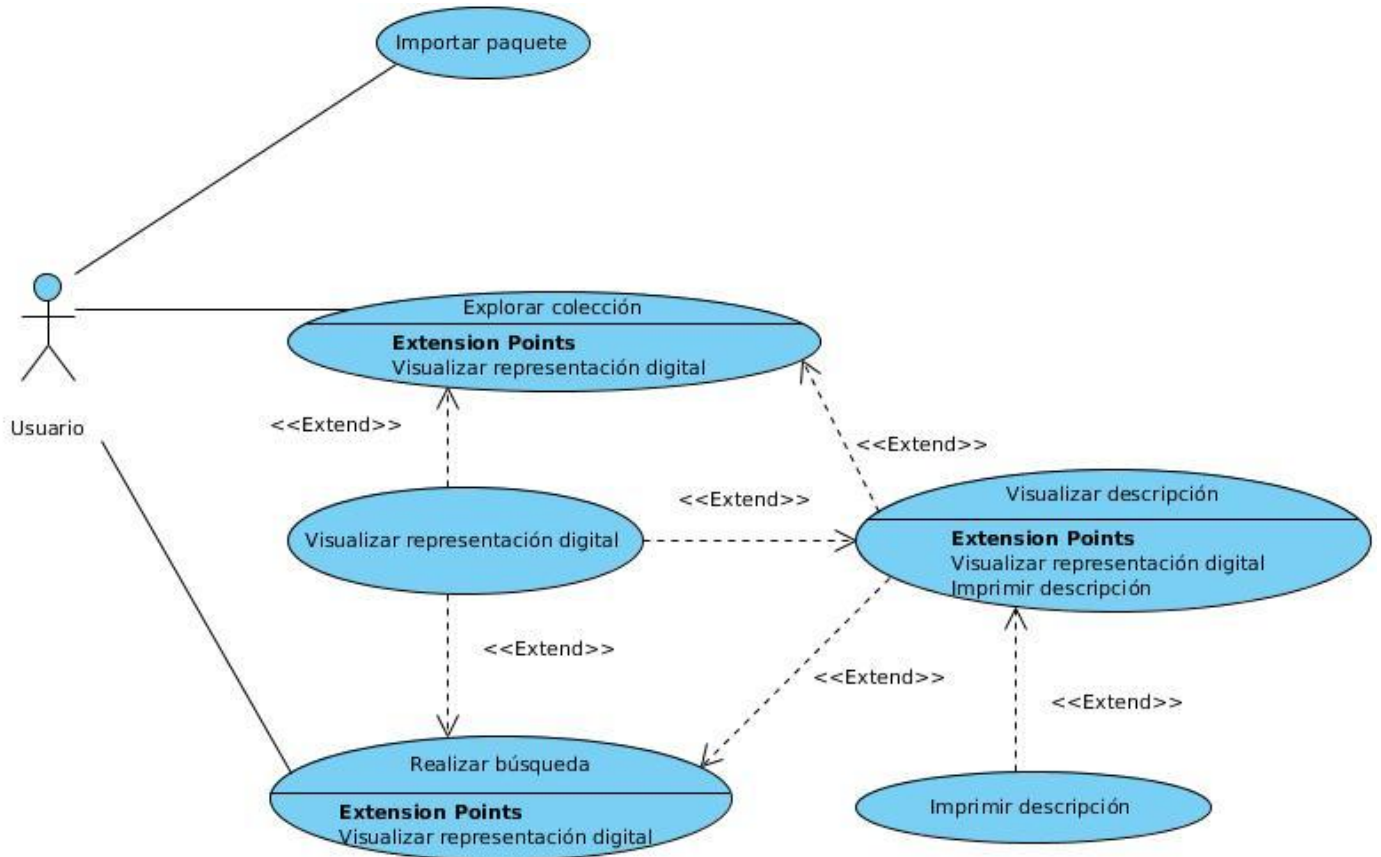 Importar paquete
Explorar colección
Extension Points
Visualizar representación digital
Usuario
<<Extend>>
<<Extend>>
Visualizar representación digital
<<Extend>>
Visualizar descripción
Extension Points
Visualizar representación digital
Imprimir descripción
<<Extend>>
<<Extend>>
<<Extend>>
Realizar búsqueda
Extension Points
Visualizar representación digital
Imprimir descripción